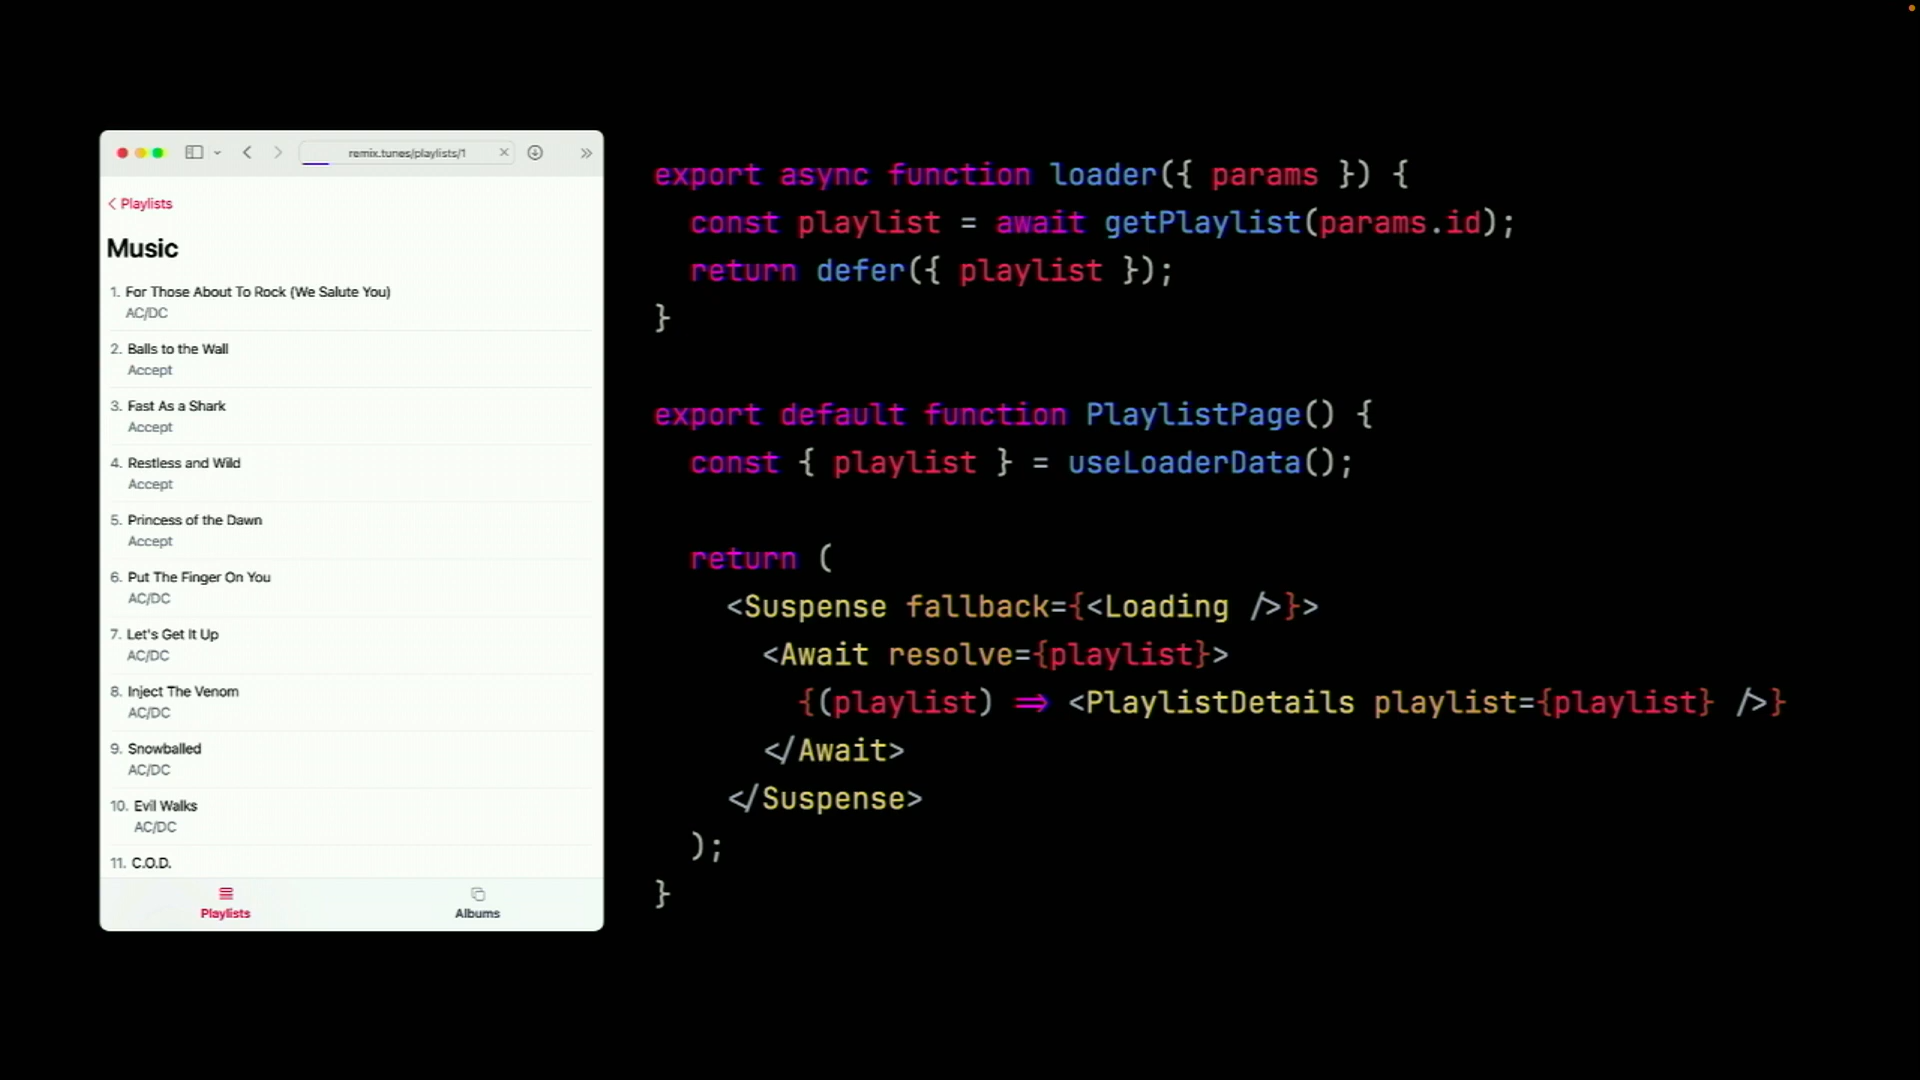 remix.tunes/playlists/1
Playlists
Music
1. For Those About To Rock (We Salute You)
AC/DC
2. Balls to the Wall
Accept
3. Fast As a Shark
Accept
4. Restless and Wild
Accept
5. Princess of the Dawn
Accept
6. Put The Finger On You
AC/DC
7. Let's Get It Up
AC/DC
8. Inject The Venom
AC/DC
9. Snowballed
AC/DC
10. Evil Walks
AC/DC
11. C.O.D.
Playlists
Albums
export async function loader({ params }) {
  const playlist = await getPlaylist(params.id);
  return defer({ playlist });
}
export default function PlaylistPage() {
  const { playlist } = useLoaderData();
  return (
    <Suspense fallback={<Loading />}>
      <Await resolve={playlist}>
        {(playlist) => <PlaylistDetails playlist={playlist} />}
      </Await>
    </Suspense>
  );
}